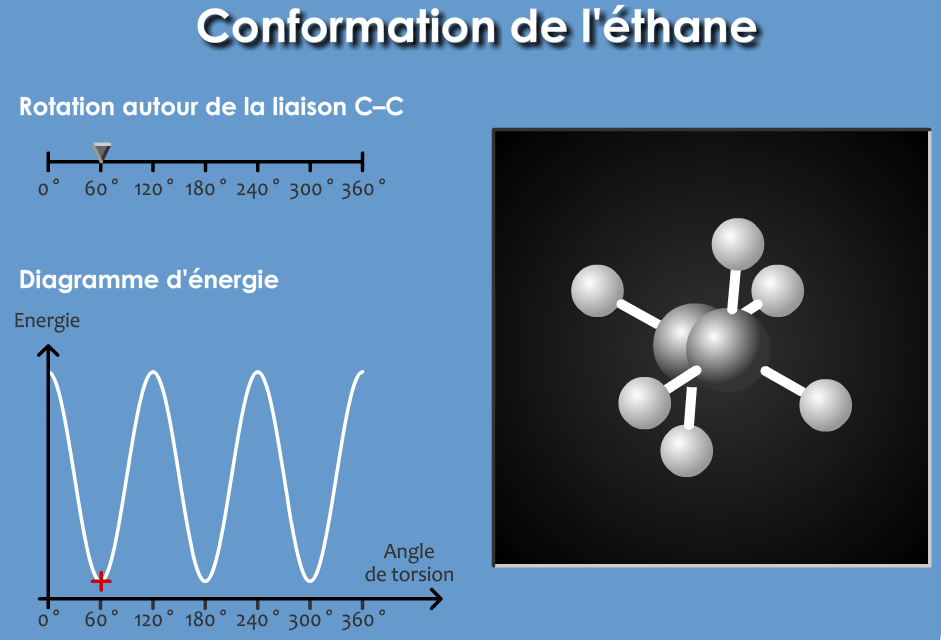 Conformation de l'éthane
Rotation autour de la liaison C–C
0° 60° 120° 180° 240° 300° 360°
Diagramme d'énergie
Energie
Angle
de torsion
0° 60° 120° 180° 240° 300° 360°